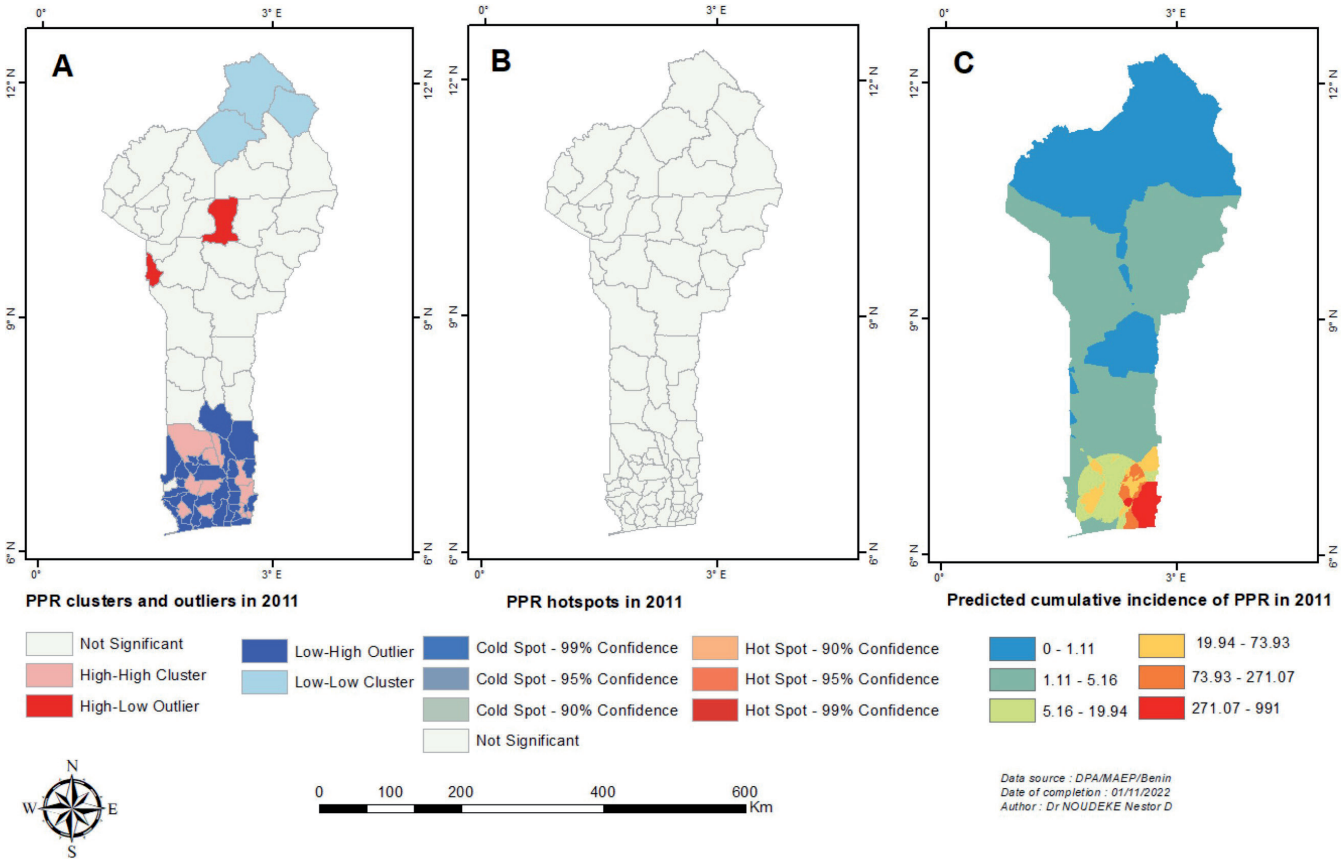 0°
3° E
0°
3° E
0°
3° E
A
B
C
12° N
12° N
12° N
12° N
9° N
9° N
9° N
9° N
6° N
6° N
6° N
6° N
0°
3° E
0°
3° E
0°
3° E
PPR clusters and outliers in 2011
Not Significant
High-High Cluster
High-Low Outlier
Low-High Outlier
Low-Low Cluster
PPR hotspots in 2011
Cold Spot - 99% Confidence
Cold Spot - 95% Confidence
Cold Spot - 90% Confidence
Not Significant
Hot Spot - 90% Confidence
Hot Spot - 95% Confidence
Hot Spot - 99% Confidence
Predicted cumulative incidence of PPR in 2011
0 - 1.11
1.11 - 5.16
5.16 - 19.94
19.94 - 73.93
73.93 - 271.07
271.07 - 991
N
W E
S
0 100 200 400 600
Km
Data source : DPA/MAEP/Benin
Date of completion : 01/11/2022
Author : Dr NOUDEKE Nestor D